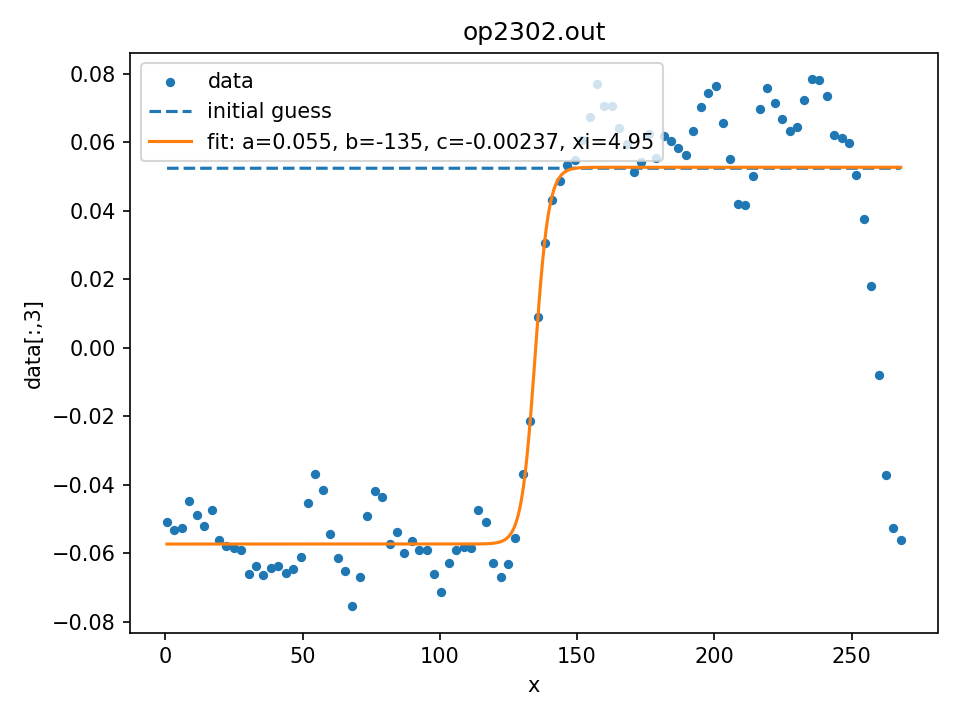 op2302.out
data
initial guess
fit: a=0.055, b=-135, c=-0.00237, xi=4.95
0.08
0.06
0.04
0.02
0.00
−0.02
−0.04
−0.06
−0.08
data[:,3]
0
50
100
150
200
250
x